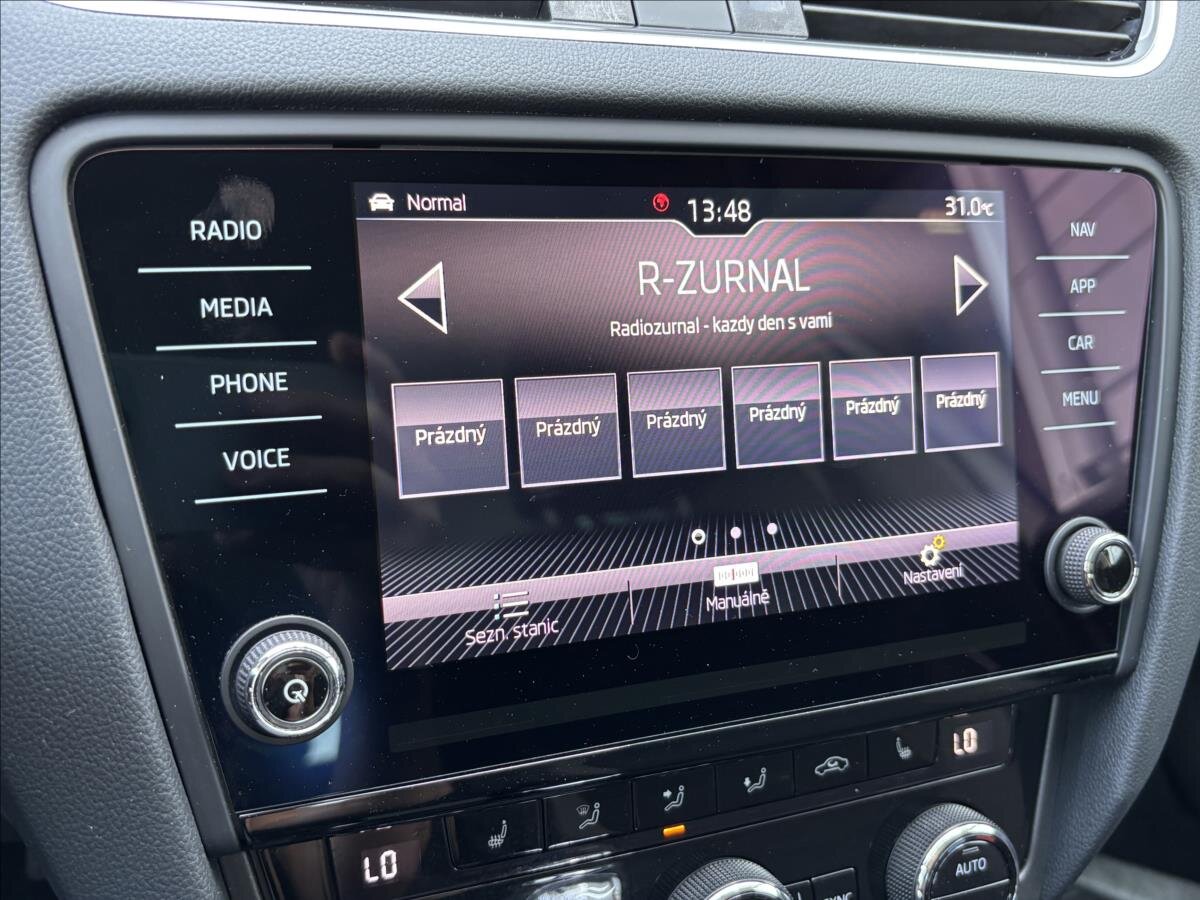 Normal
13:48
31.0°C
RADIO
MEDIA
PHONE
VOICE
NAV
APP
CAR
MENU
R-ZURNAL
Radiozurnal - kazdy den s vami
Prázdný Prázdný Prázdný Prázdný Prázdný Prázdný
Sezn. stanic
Manuálně
Nastavení
LO
LO
AUTO
SYNC